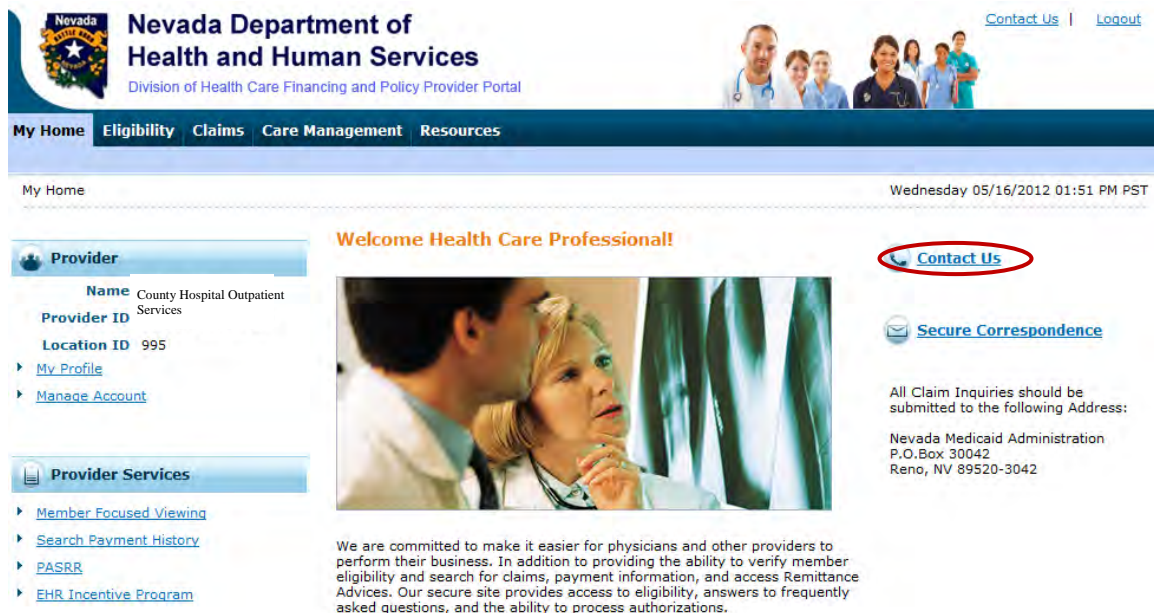 Nevada
BATTLE BORN
NEVADA
Nevada Department of
Health and Human Services
Division of Health Care Financing and Policy Provider Portal
Contact Us | Logout
My Home Eligibility Claims Care Management Resources
My Home
Wednesday 05/16/2012 01:51 PM PST
Provider
Name County Hospital Outpatient
Provider ID Services
Location ID 995
My Profile
Manage Account
Provider Services
Member Focused Viewing
Search Payment History
PASRR
EHR Incentive Program
Welcome Health Care Professional!
We are committed to make it easier for physicians and other providers to
perform their business. In addition to providing the ability to verify member
eligibility and search for claims, payment information, and access Remittance
Advices. Our secure site provides access to eligibility, answers to frequently
asked questions, and the ability to process authorizations.
Contact Us
Secure Correspondence
All Claim Inquiries should be
submitted to the following Address:
Nevada Medicaid Administration
P.O.Box 30042
Reno, NV 89520-3042